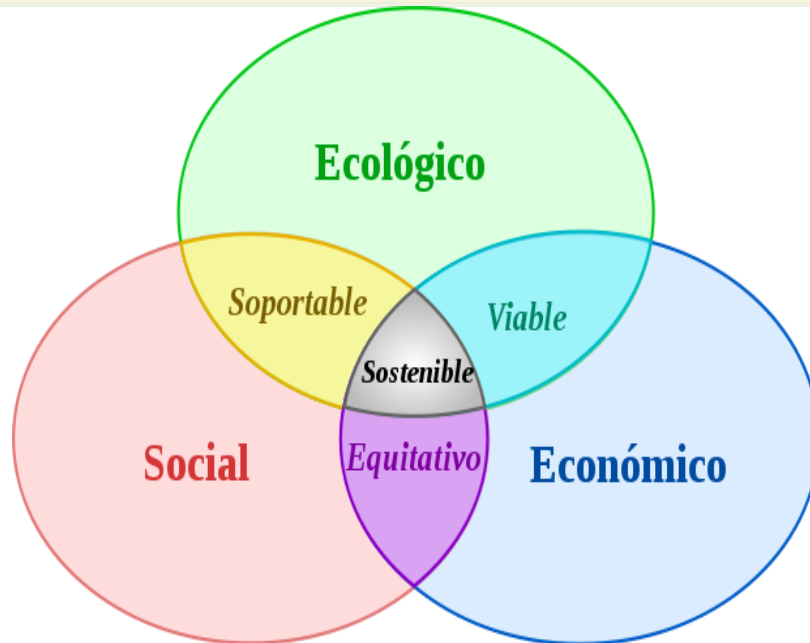 Ecológico
Soportable
Viable
Sostenible
Social
Equitativo
Económico